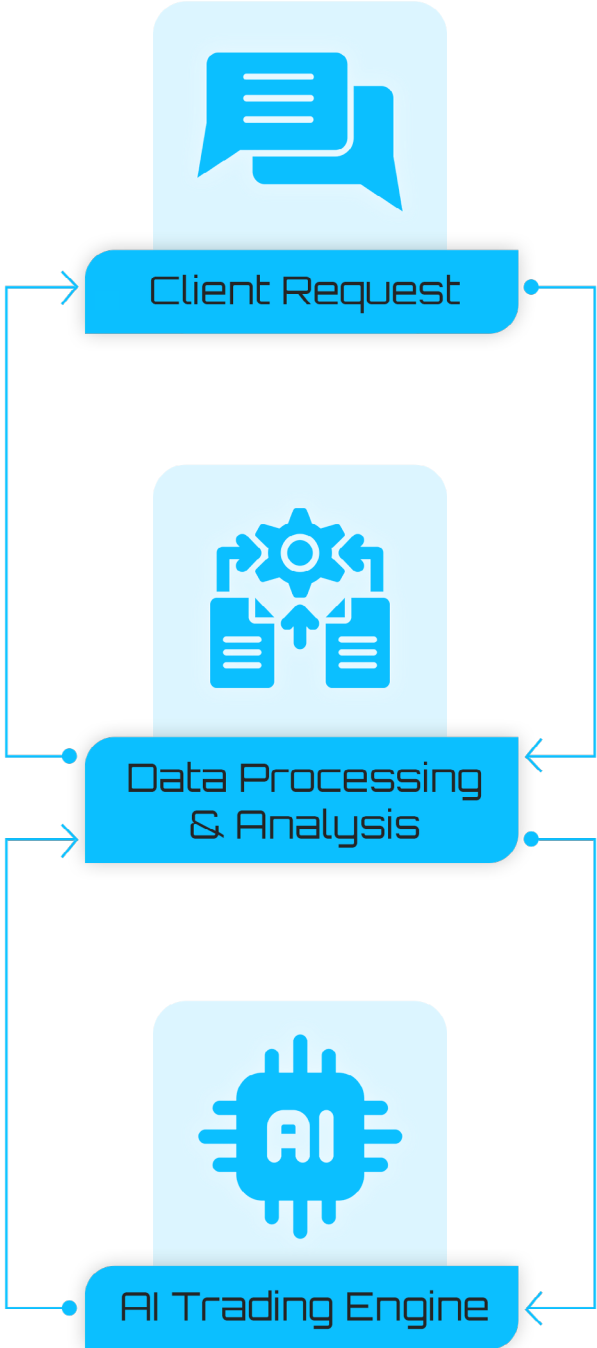 Client Request
Data Processing
& Analysis
AI
AI Trading Engine